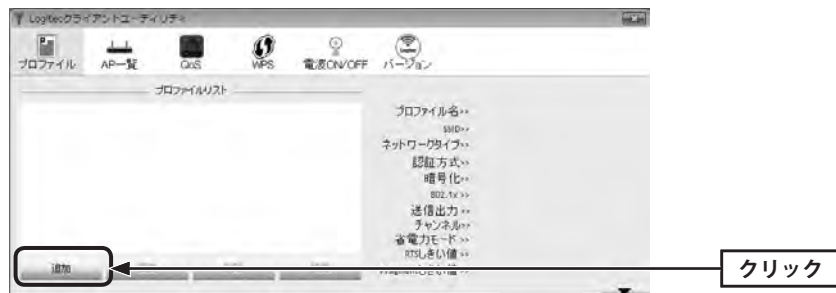 Logitecクライアントユーティリティ
プロファイル AP一覧 QoS WPS 電波ON/OFF バージョン
プロファイルリスト
プロファイル名>>
SSID>>
ネットワークタイプ>>
認証方式>>
暗号化>>
802.1x>>
送信出力>>
チャンネル>>
省電力モード>>
RTSしきい値>>
追加
クリック